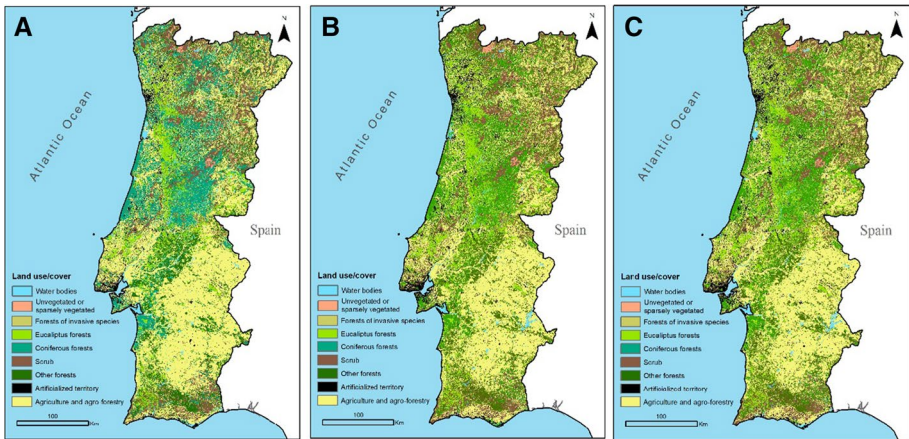 A
N
Atlantic Ocean
Spain
Land use/cover
Water bodies
Unvegetated or
sparsely vegetated
Forests of invasive species
Eucaliptus forests
Coniferous forests
Scrub
Other forests
Artificialized territory
Agriculture and agro-forestry
100
Km
B
N
Atlantic Ocean
Spain
Land use/cover
Water bodies
Unvegetated or
sparsely vegetated
Forests of invasive species
Eucaliptus forests
Coniferous forests
Scrub
Other forests
Artificialized territory
Agriculture and agro-forestry
100
Km
C
N
Atlantic Ocean
Spain
Land use/cover
Water bodies
Unvegetated or
sparsely vegetated
Forests of invasive species
Eucaliptus forests
Coniferous forests
Scrub
Other forests
Artificialized territory
Agriculture and agro-forestry
100
Km